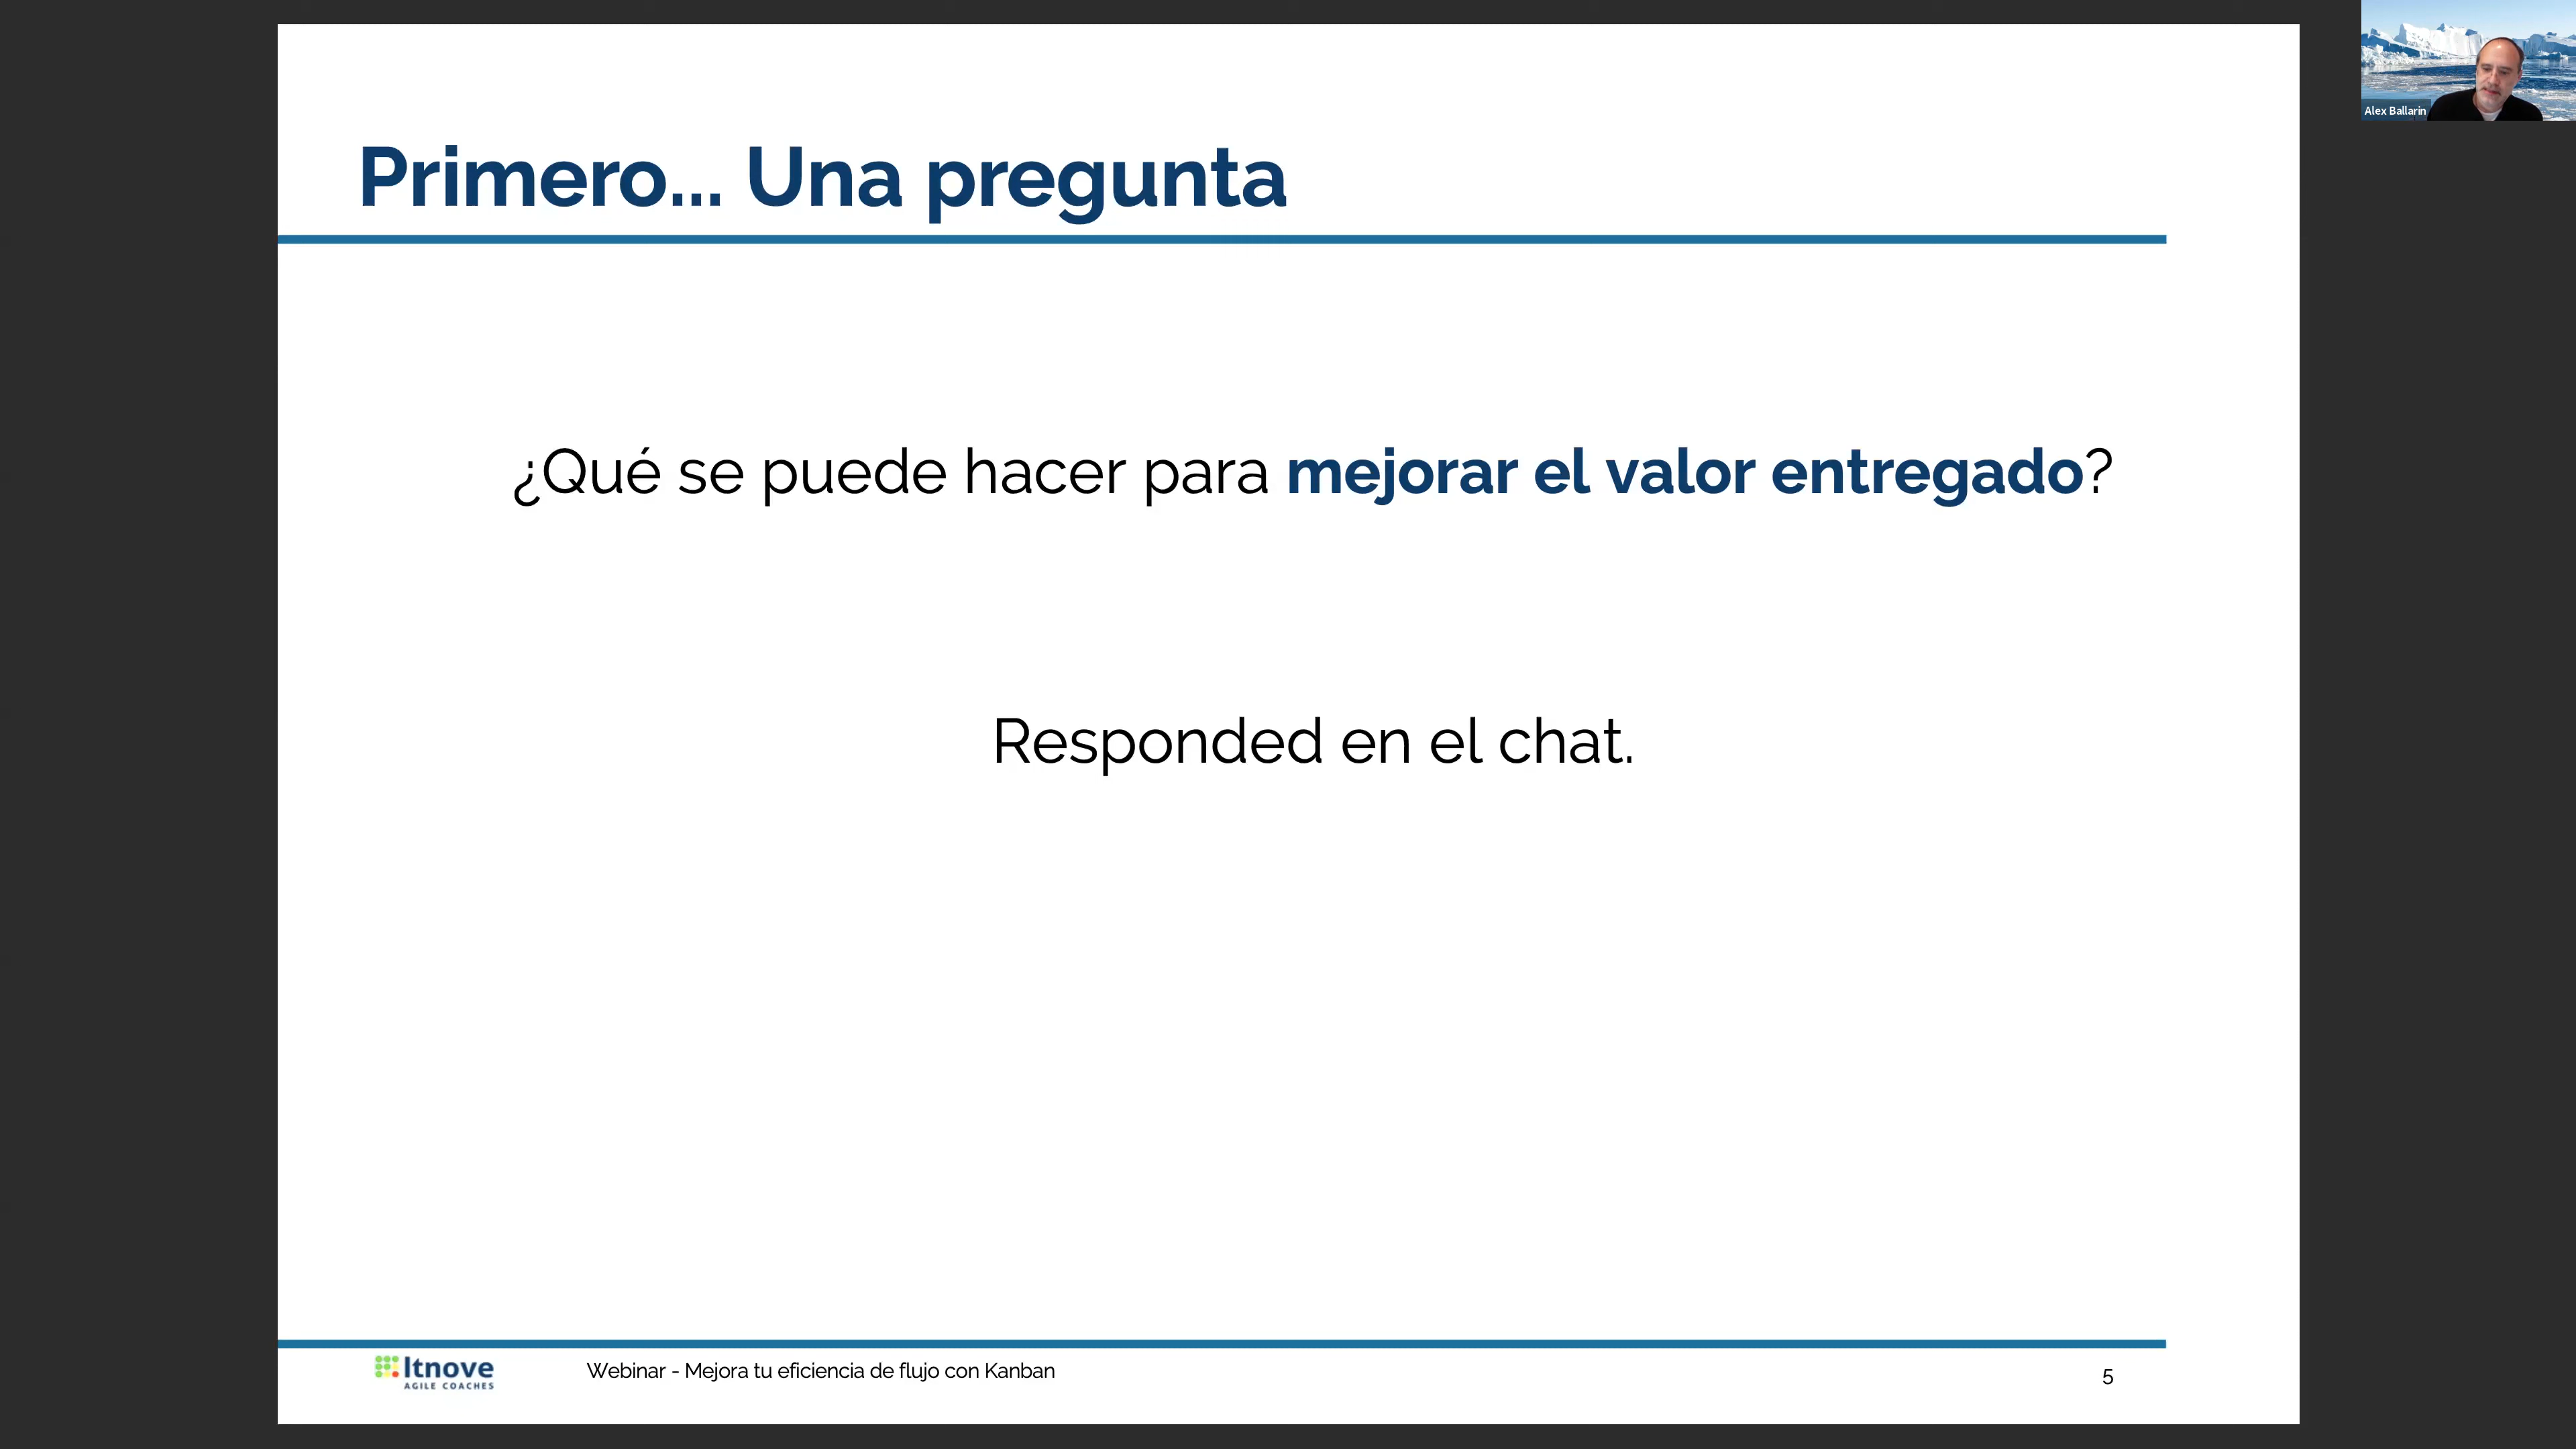 Alex Ballarín
Primero... Una pregunta
¿Qué se puede hacer para mejorar el valor entregado?
Responded en el chat.
Itnove
AGILE COACHES
Webinar - Mejora tu eficiencia de flujo con Kanban
5